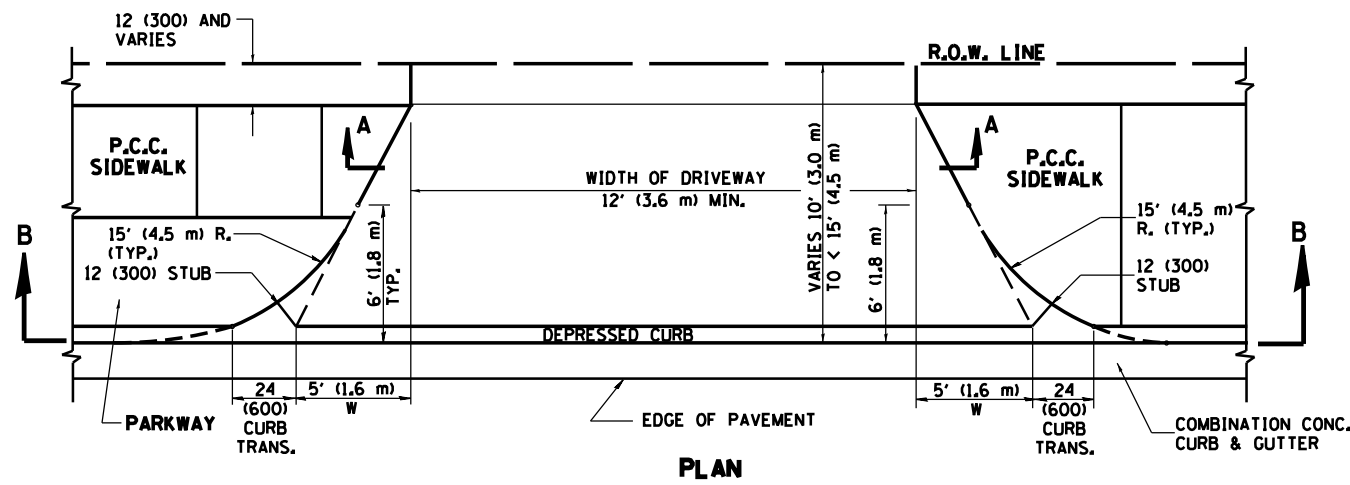 12 (300) AND
VARIES
R.O.W. LINE
A
A
P.C.C.
SIDEWALK
P.C.C.
SIDEWALK
WIDTH OF DRIVEWAY
12' (3.6 m) MIN.
VARIES 10' (3.0 m)
TO < 15' (4.5 m)
B
B
15' (4.5 m) R.
(TYP.)
12 (300) STUB
6' (1.8 m)
TYP.
6' (1.8 m)
15' (4.5 m)
R. (TYP.)
12 (300)
STUB
DEPRESSED CURB
24
(600)
CURB
TRANS.
5' (1.6 m)
W
5' (1.6 m)
W
24
(600)
CURB
TRANS.
PARKWAY
EDGE OF PAVEMENT
COMBINATION CONC.
CURB & GUTTER
PLAN